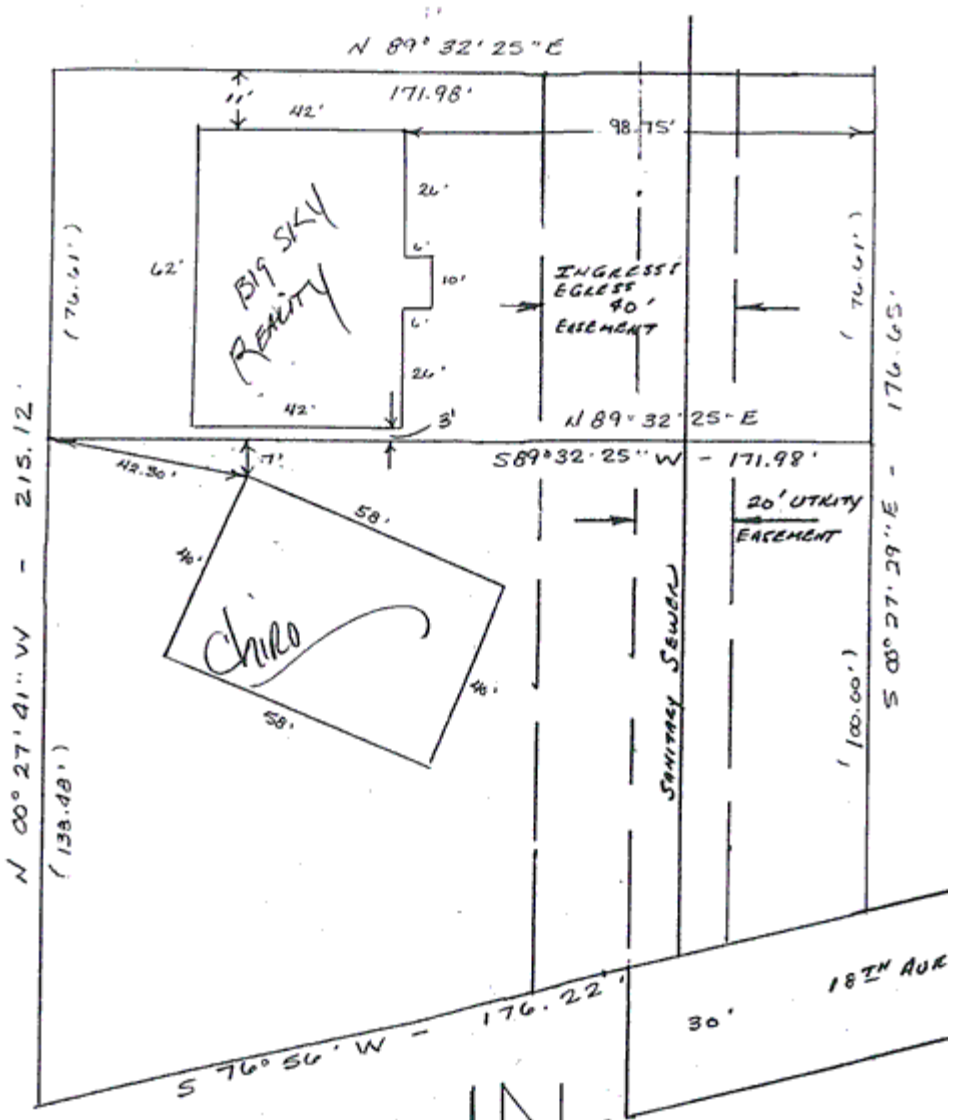 N 89° 32' 25" E
171.98'
11'
42'
98.75'
26'
6'
10'
6'
26'
62'
BIG SKY
REALITY
42'
3'
(76.61')
(76.61')
INGRESS &
EGRESS
40'
EASEMENT
N 89° 32' 25" E
S 89° 32' 25" W - 171.98'
42.30'
7'
20' UTILITY
EASEMENT
58'
40'
Chiro
40'
58'
SANITARY SEWER
N 00° 27' 41" W - 215.12'
(138.48')
S 00° 27' 29" E - 176.65'
(100.00')
S 76° 56' W - 176.22'
30'
18TH AVE
N